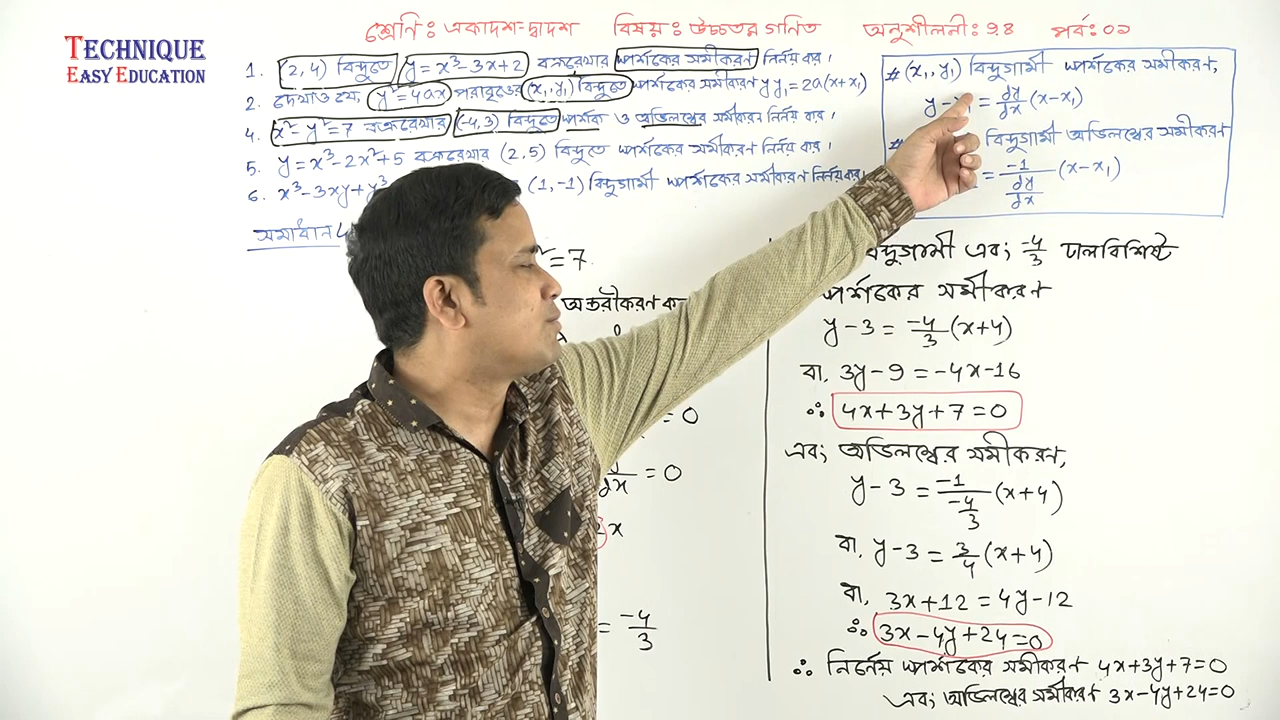 শ্রেণি: একাদশ-দ্বাদশ বিষয়: উচ্চতর গণিত অনুশীলনী: ৭.৪ পর্ব: ০১
TECHNIQUE
EASY EDUCATION
1. (2,4) বিন্দুতে y=x³-3x+2 বক্ররেখার স্পর্শকের সমীকরণ নির্ণয় কর।
2. দেখাও যে, y²=4ax পরাবৃত্তের (x₁,y₁) বিন্দুতে স্পর্শকের সমীকরণ yy₁=2a(x+x₁)
4. x²-y²=7 বক্ররেখার (-4,3) বিন্দুতে স্পর্শক ও অভিলম্বের সমীকরণ নির্ণয় কর।
5. y=x³-2x²+5 বক্ররেখার (2,5) বিন্দুতে স্পর্শকের সমীকরণ নির্ণয় কর।
6. x³-3xy+y³ (1,-1) বিন্দুগামী স্পর্শকের সমীকরণ নির্ণয় কর।
# (x₁,y₁) বিন্দুগামী স্পর্শকের সমীকরণ,
y-y₁ = dy/dx (x-x₁)
# বিন্দুগামী অভিলম্বের সমীকরণ
= -1/(dy/dx) (x-x₁)
সমাধান
=7
অন্তরীকরণ
=0
=0
x
= -4/3
এবং -4/3 ঢালবিশিষ্ট
স্পর্শকের সমীকরণ
y-3 = -4/3 (x+4)
বা, 3y-9 = -4x-16
∴ 4x+3y+7=0
এবং অভিলম্বের সমীকরণ,
y-3 = -1/(-4/3) (x+4)
বা, y-3 = 3/4 (x+4)
বা, 3x+12 = 4y-12
∴ 3x-4y+24=0
∴ নির্ণেয় স্পর্শকের সমীকরণ 4x+3y+7=0
এবং অভিলম্বের সমীকরণ 3x-4y+24=0